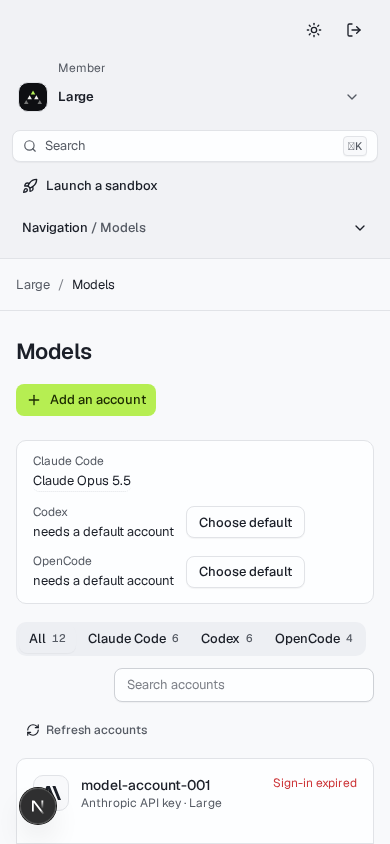 Member
Large
Search
K
Launch a sandbox
Navigation / Models
Large / Models
Models
Add an account
Claude Code
Claude Opus 5.5
Codex
needs a default account
Choose default
OpenCode
needs a default account
Choose default
All 12 Claude Code 6 Codex 6 OpenCode 4
Search accounts
Refresh accounts
model-account-001
Sign-in expired
Anthropic API key · Large
N